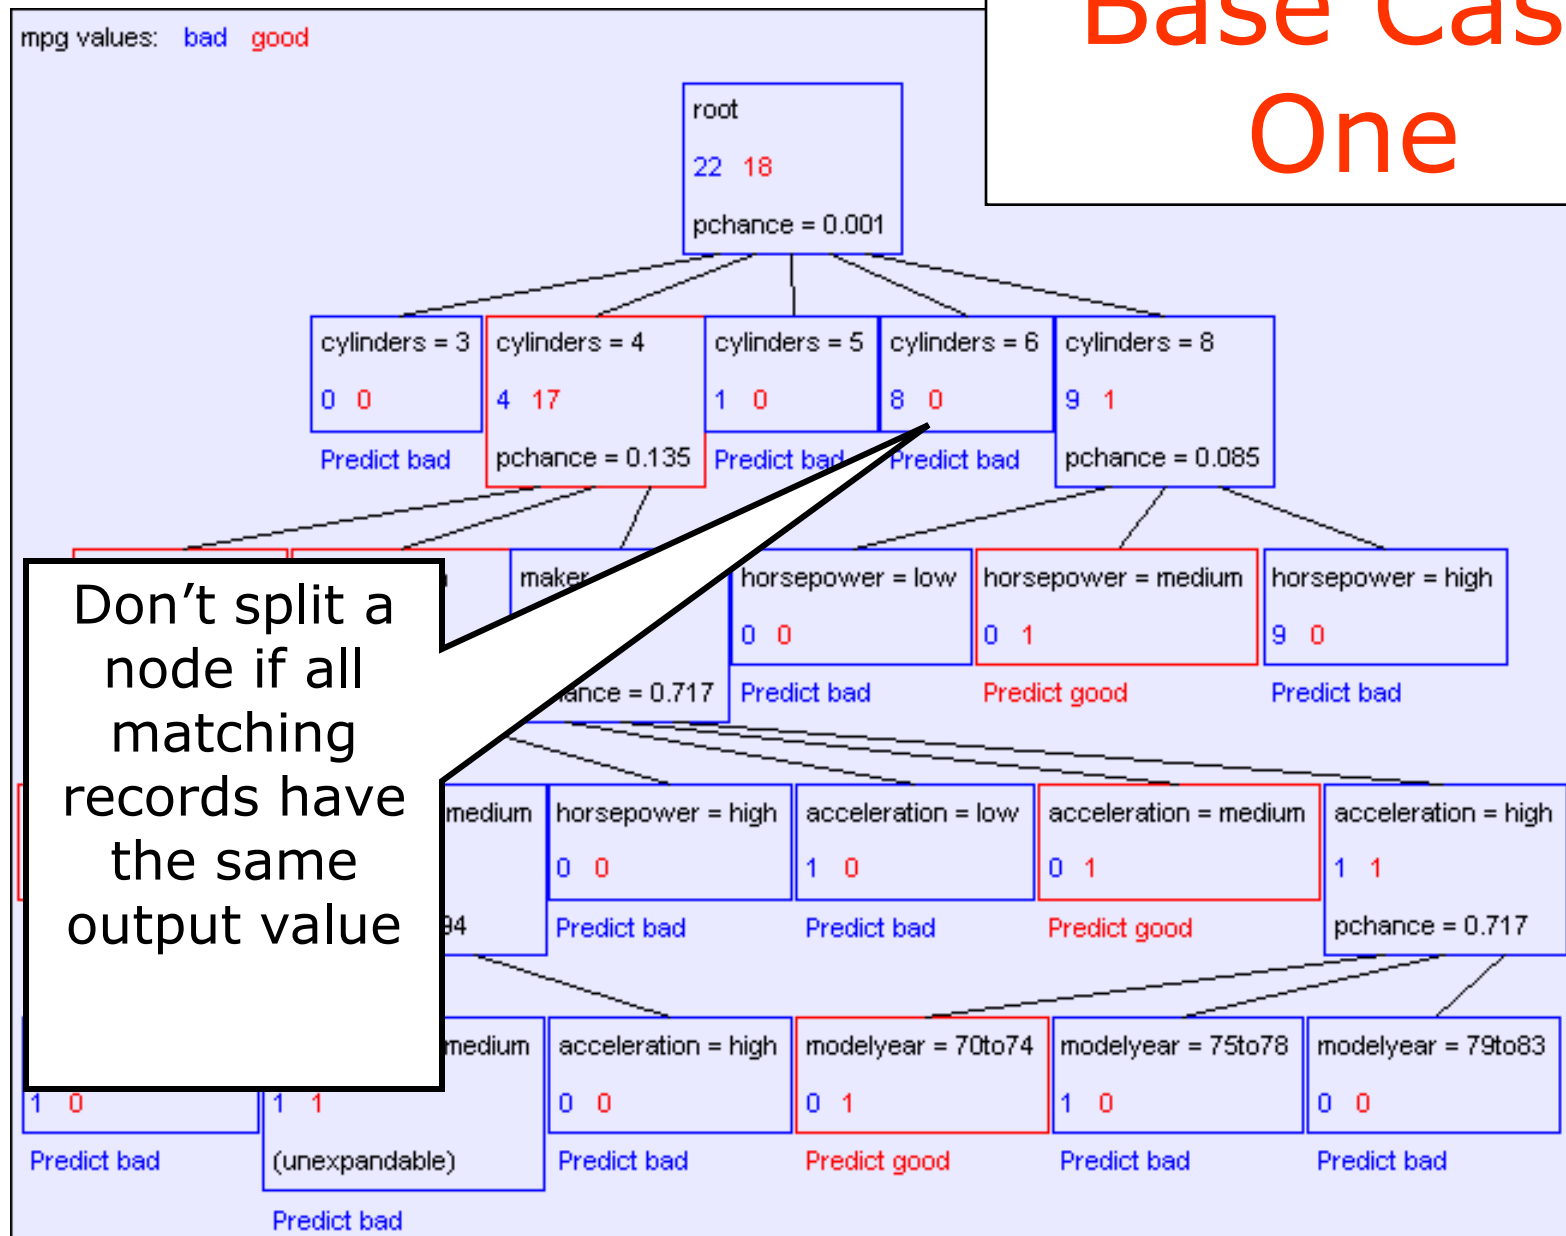 mpg values: bad good
Base Cas
One
root
22 18
pchance = 0.001
cylinders = 3
0 0
Predict bad
cylinders = 4
4 17
pchance = 0.135
cylinders = 5
1 0
Predict bad
cylinders = 6
8 0
Predict bad
cylinders = 8
9 1
pchance = 0.085
maker
pchance = 0.717
horsepower = low
0 0
Predict bad
horsepower = medium
0 1
Predict good
horsepower = high
9 0
Predict bad
Don’t split a
node if all
matching
records have
the same
output value
medium
94
horsepower = high
0 0
Predict bad
acceleration = low
1 0
Predict bad
acceleration = medium
0 1
Predict good
acceleration = high
1 1
pchance = 0.717
1 0
Predict bad
medium
1 1
(unexpandable)
Predict bad
acceleration = high
0 0
Predict bad
modelyear = 70to74
0 1
Predict good
modelyear = 75to78
1 0
Predict bad
modelyear = 79to83
0 0
Predict bad